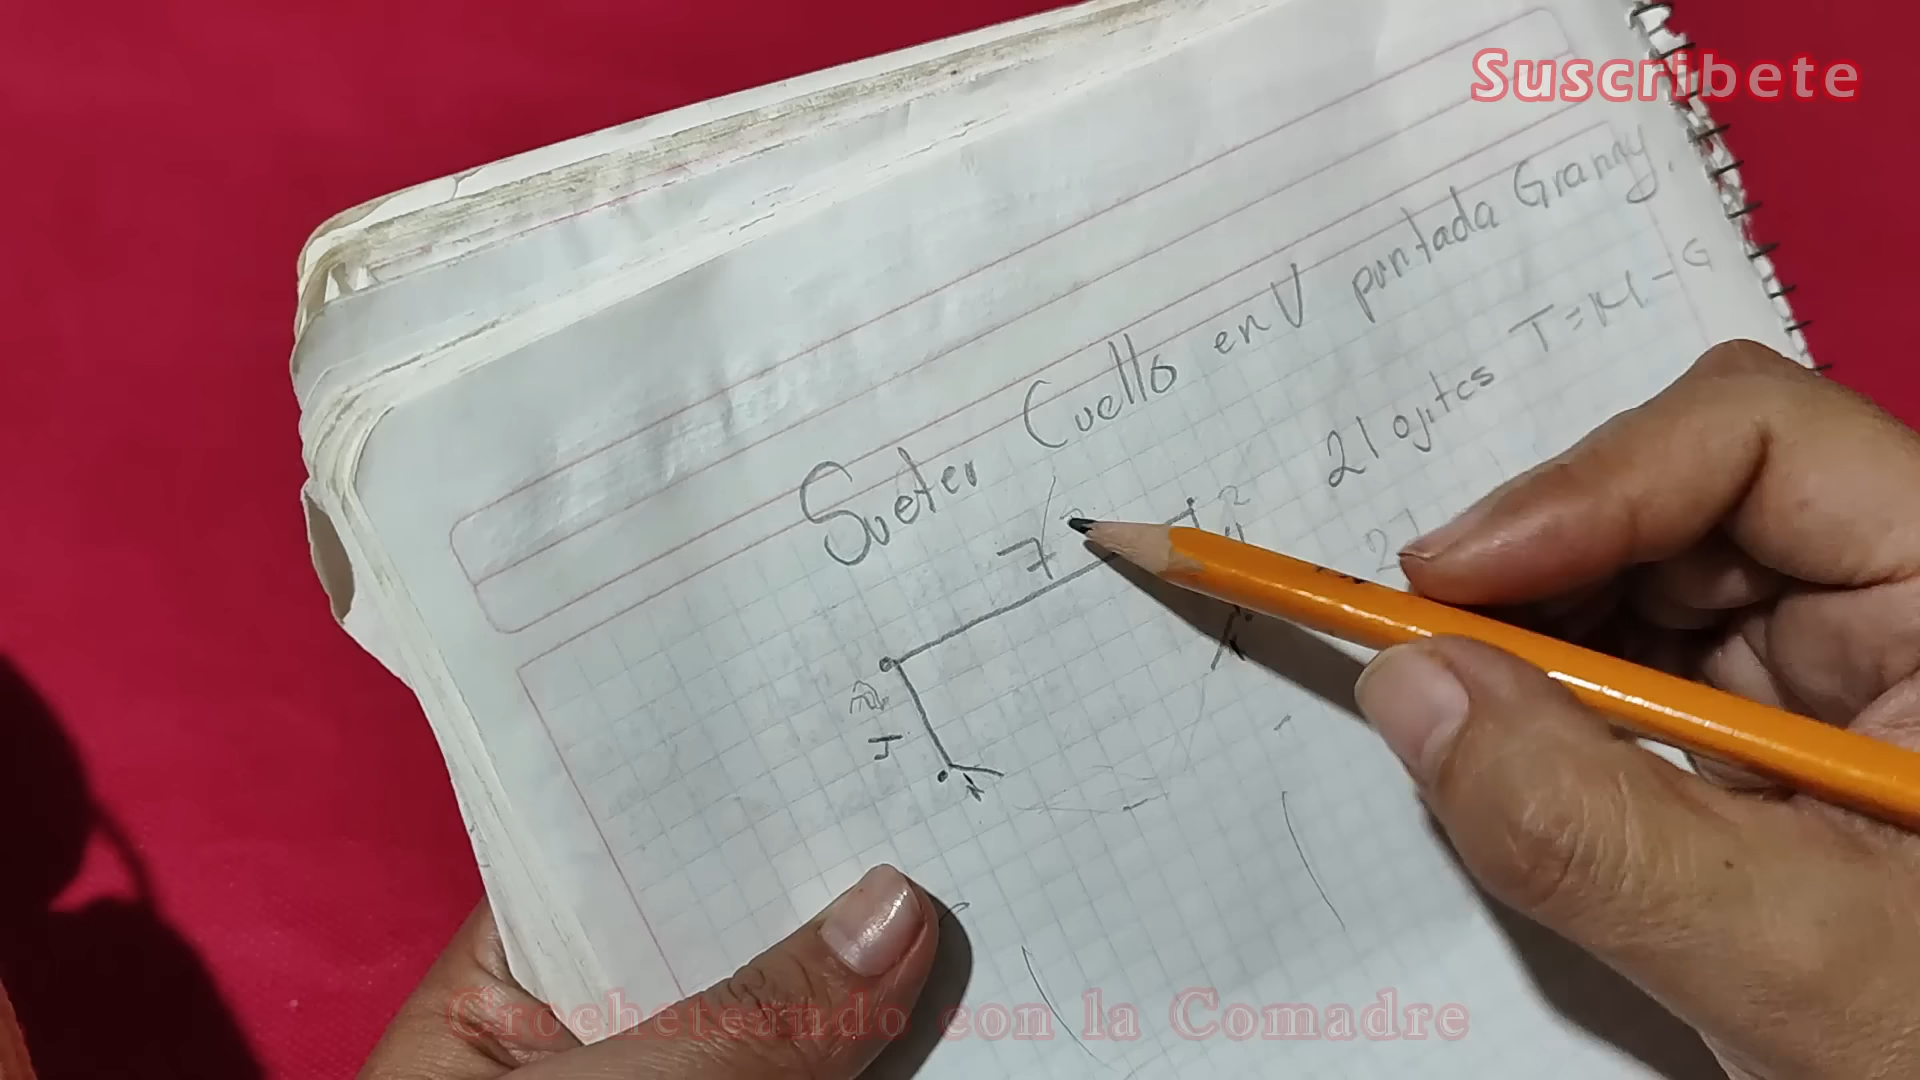 Suscribete
Sueter Cuello en V puntada Granny.
21 ojitos T=M-G
7
Crocheteando con la Comadre